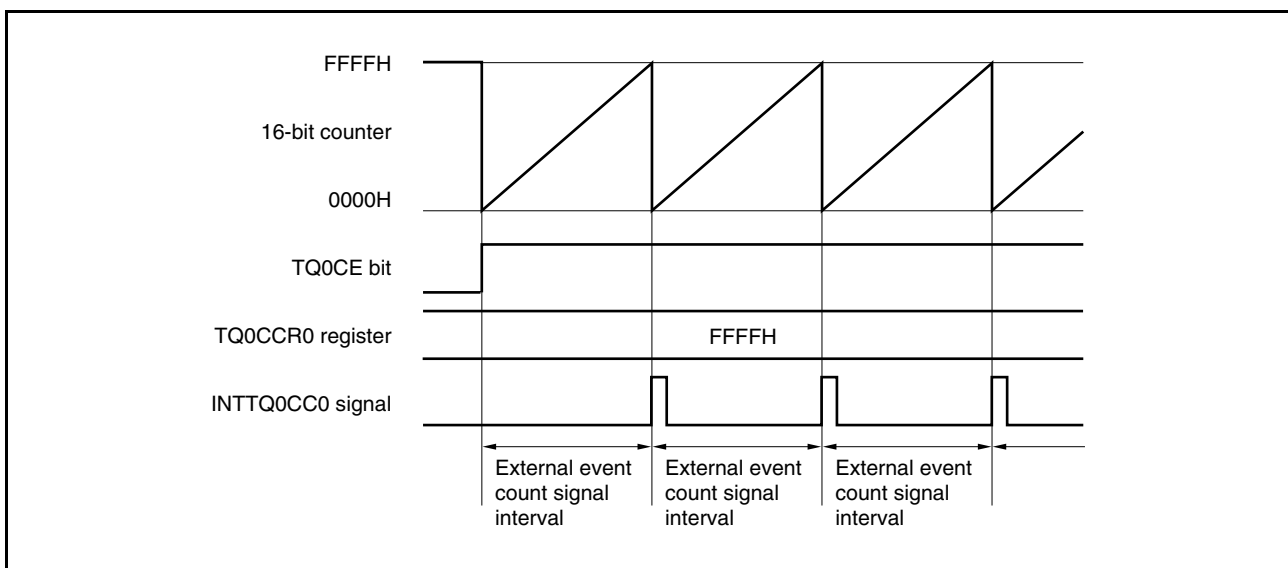 FFFFH
16-bit counter
0000H
TQ0CE bit
TQ0CCR0 register
FFFFH
INTTQ0CC0 signal
External event
count signal
interval
External event
count signal
interval
External event
count signal
interval